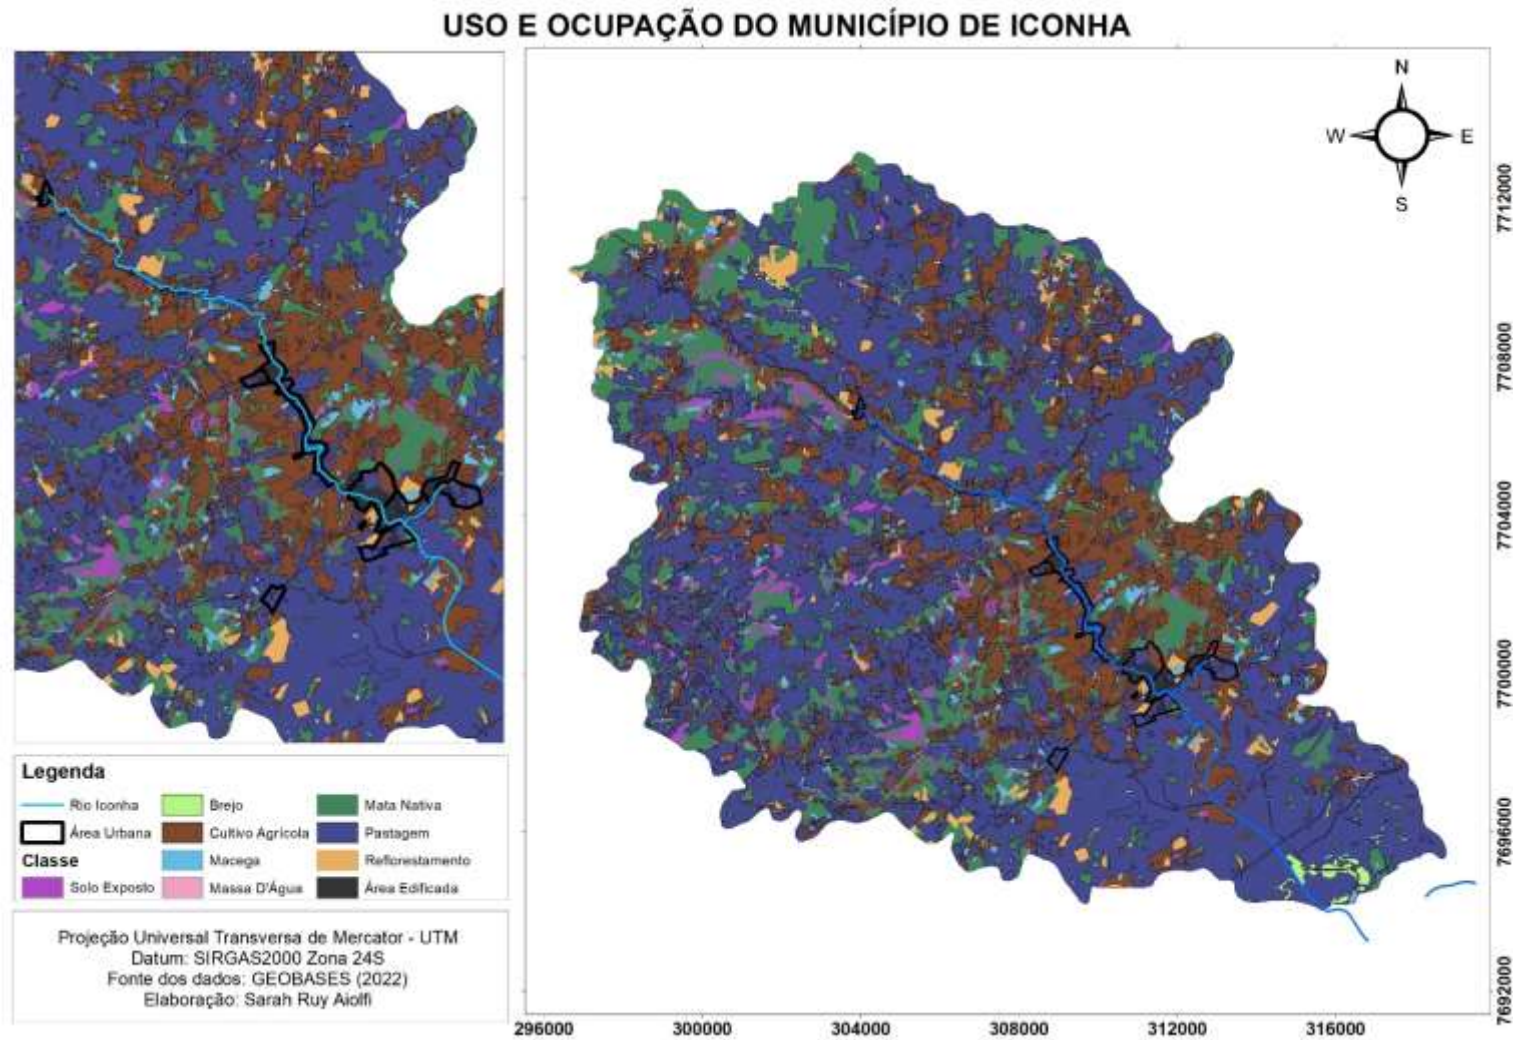 USO E OCUPAÇÃO DO MUNICÍPIO DE ICONHA
N
W E
S
7712000
7708000
7704000
7700000
7696000
7692000
296000 300000 304000 308000 312000 316000
Legenda
Rio Iconha
Área Urbana
Classe
Solo Exposto
Brejo
Cultivo Agrícola
Macega
Massa D'Água
Mata Nativa
Pastagem
Reflorestamento
Área Edificada
Projeção Universal Transversa de Mercator - UTM
Datum: SIRGAS2000 Zona 24S
Fonte dos dados: GEOBASES (2022)
Elaboração: Sarah Ruy Aiolfi